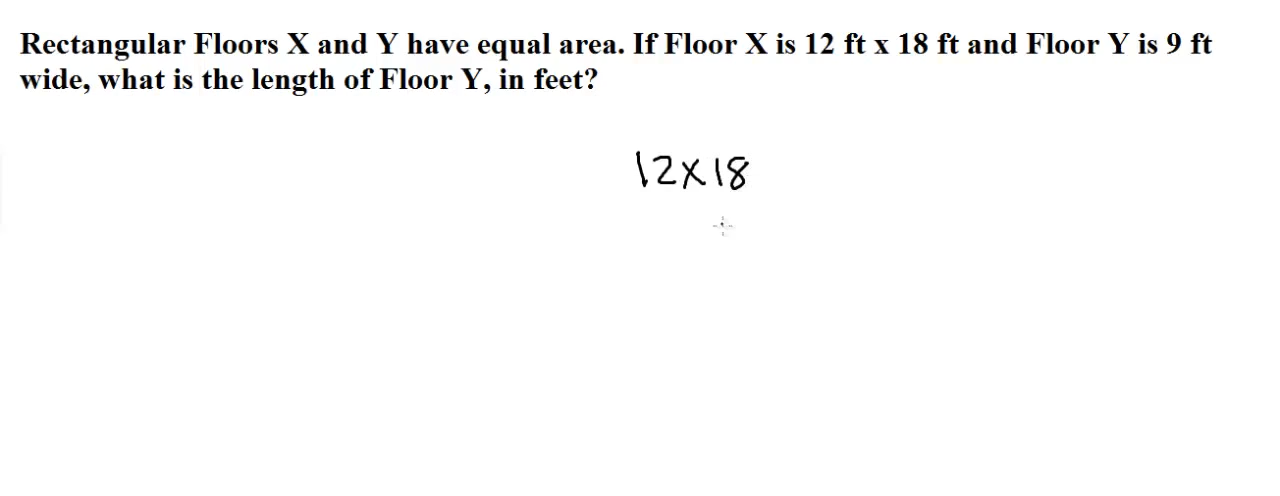 Rectangular Floors X and Y have equal area. If Floor X is 12 ft x 18 ft and Floor Y is 9 ft
wide, what is the length of Floor Y, in feet?
12x18